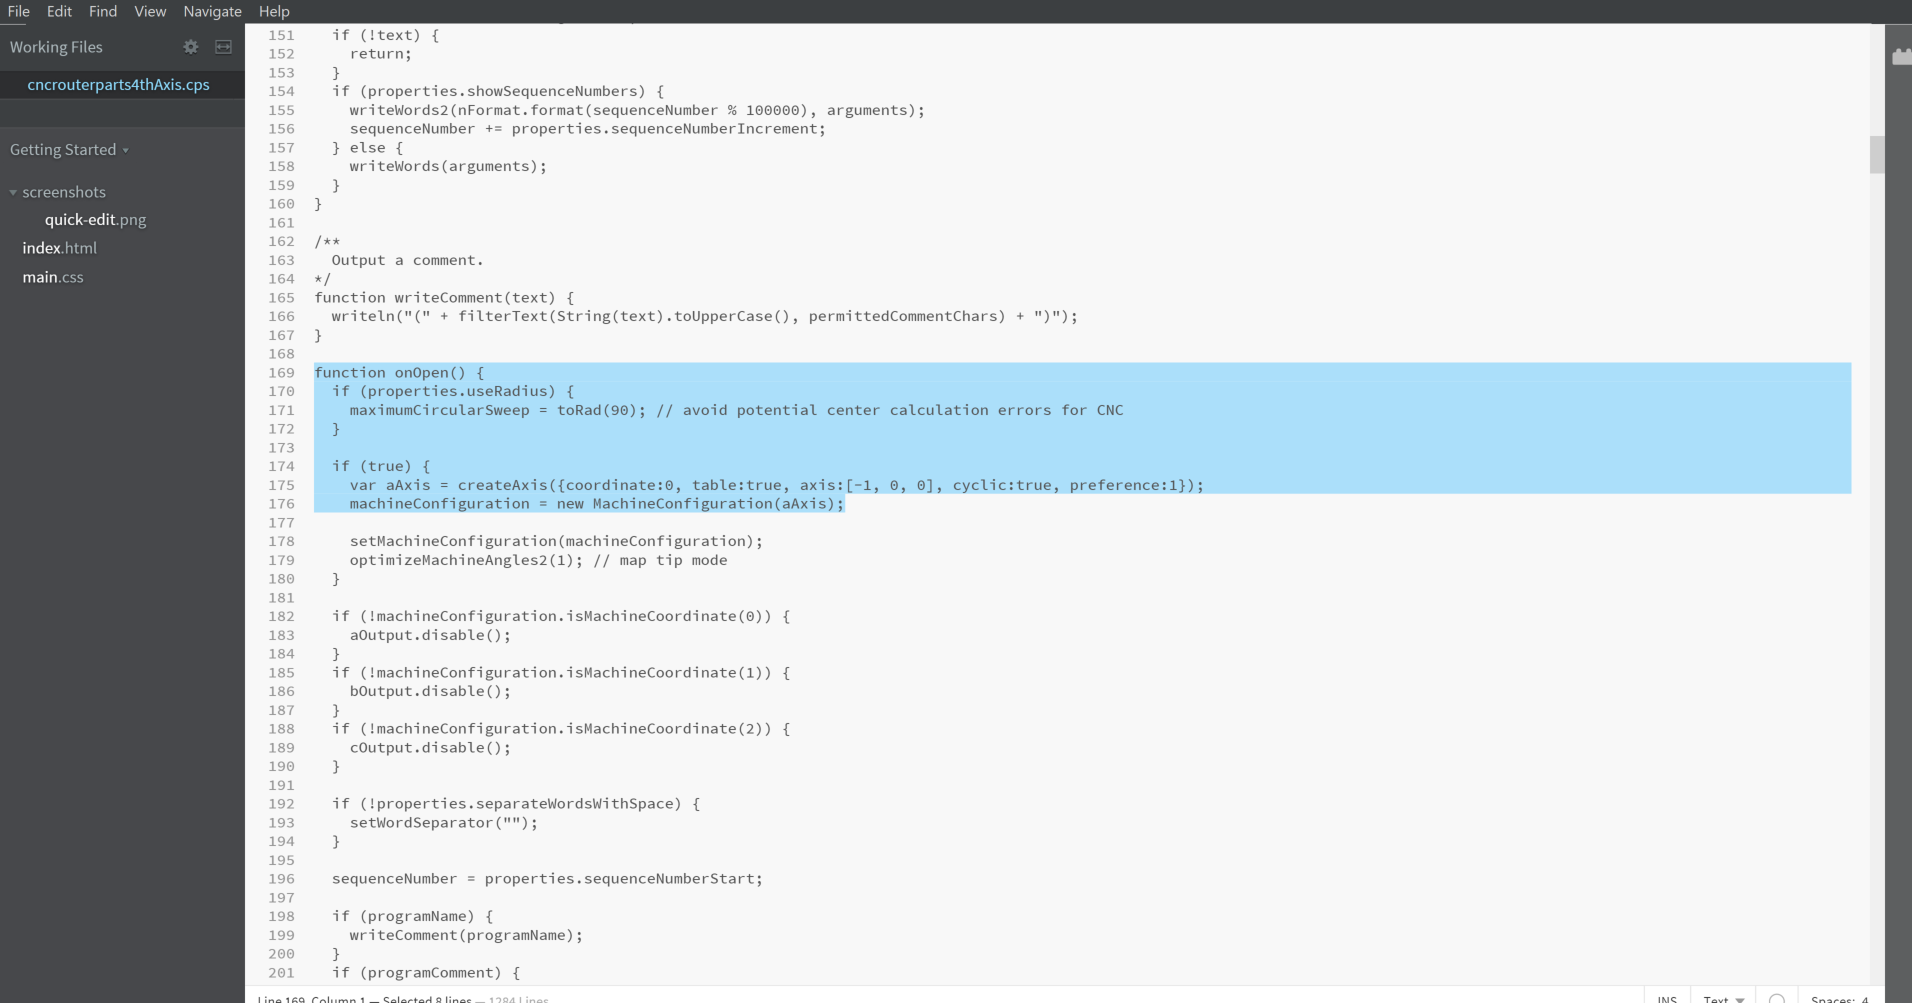 File Edit Find View Navigate Help
Working Files
cncrouterparts4thAxis.cps
Getting Started
screenshots
quick-edit.png
index.html
main.css
151 if (!text) {
152 return;
153 }
154 if (properties.showSequenceNumbers) {
155 writeWords2(nFormat.format(sequenceNumber % 100000), arguments);
156 sequenceNumber += properties.sequenceNumberIncrement;
157 } else {
158 writeWords(arguments);
159 }
160 }
161
162 /**
163 Output a comment.
164 */
165 function writeComment(text) {
166 writeln("(" + filterText(String(text).toUpperCase(), permittedCommentChars) + ")");
167 }
168
169 function onOpen() {
170 if (properties.useRadius) {
171 maximumCircularSweep = toRad(90); // avoid potential center calculation errors for CNC
172 }
173
174 if (true) {
175 var aAxis = createAxis({coordinate:0, table:true, axis:[-1, 0, 0], cyclic:true, preference:1});
176 machineConfiguration = new MachineConfiguration(aAxis);
177
178 setMachineConfiguration(machineConfiguration);
179 optimizeMachineAngles2(1); // map tip mode
180 }
181
182 if (!machineConfiguration.isMachineCoordinate(0)) {
183 aOutput.disable();
184 }
185 if (!machineConfiguration.isMachineCoordinate(1)) {
186 bOutput.disable();
187 }
188 if (!machineConfiguration.isMachineCoordinate(2)) {
189 cOutput.disable();
190 }
191
192 if (!properties.separateWordsWithSpace) {
193 setWordSeparator("");
194 }
195
196 sequenceNumber = properties.sequenceNumberStart;
197
198 if (programName) {
199 writeComment(programName);
200 }
201 if (programComment) {
Line 169, Column 1 — Selected 8 lines — 1284 Lines INS Text Spaces: 4